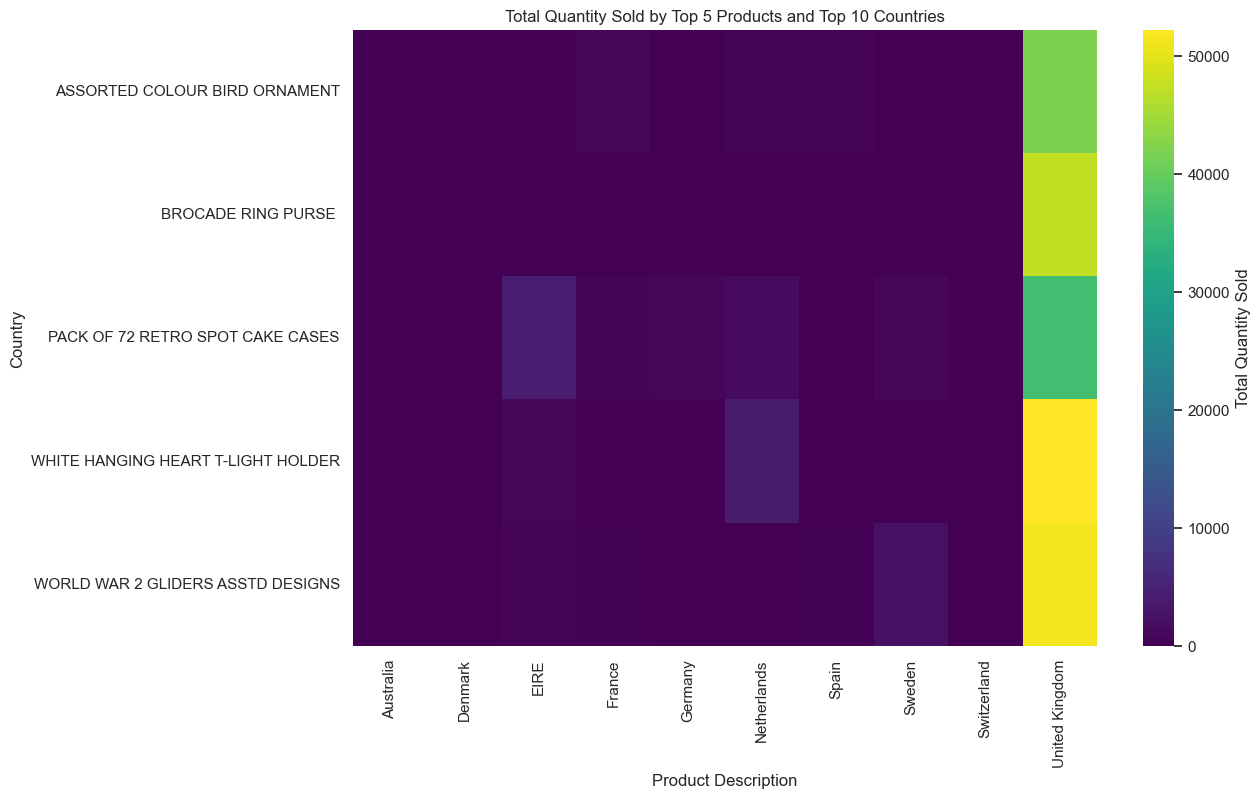 Total Quantity Sold by Top 5 Products and Top 10 Countries
Country
ASSORTED COLOUR BIRD ORNAMENT
BROCADE RING PURSE
PACK OF 72 RETRO SPOT CAKE CASES
WHITE HANGING HEART T-LIGHT HOLDER
WORLD WAR 2 GLIDERS ASSTD DESIGNS
Australia
Denmark
EIRE
France
Germany
Netherlands
Spain
Sweden
Switzerland
United Kingdom
Product Description
50000
40000
30000
20000
10000
0
Total Quantity Sold